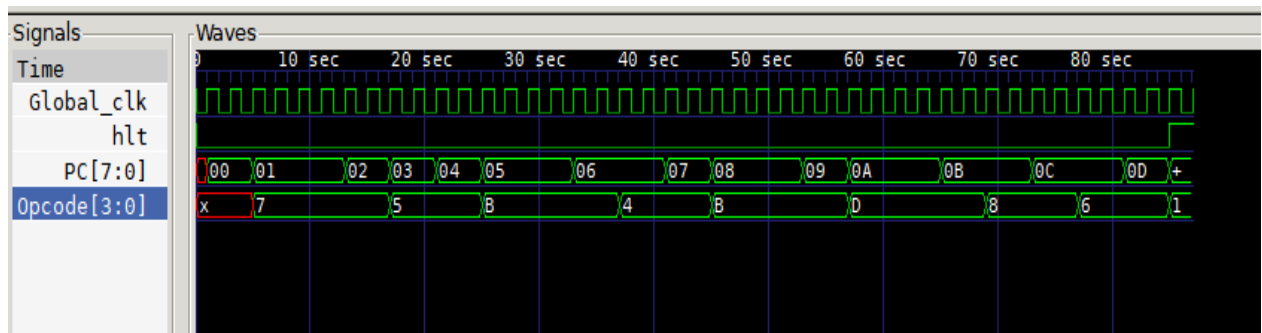 Signals Waves
Time 0 10 sec 20 sec 30 sec 40 sec 50 sec 60 sec 70 sec 80 sec
Global_clk
hlt
PC[7:0] 00 01 02 03 04 05 06 07 08 09 0A 0B 0C 0D +
Opcode[3:0] x 7 5 B 4 B D 8 6 1